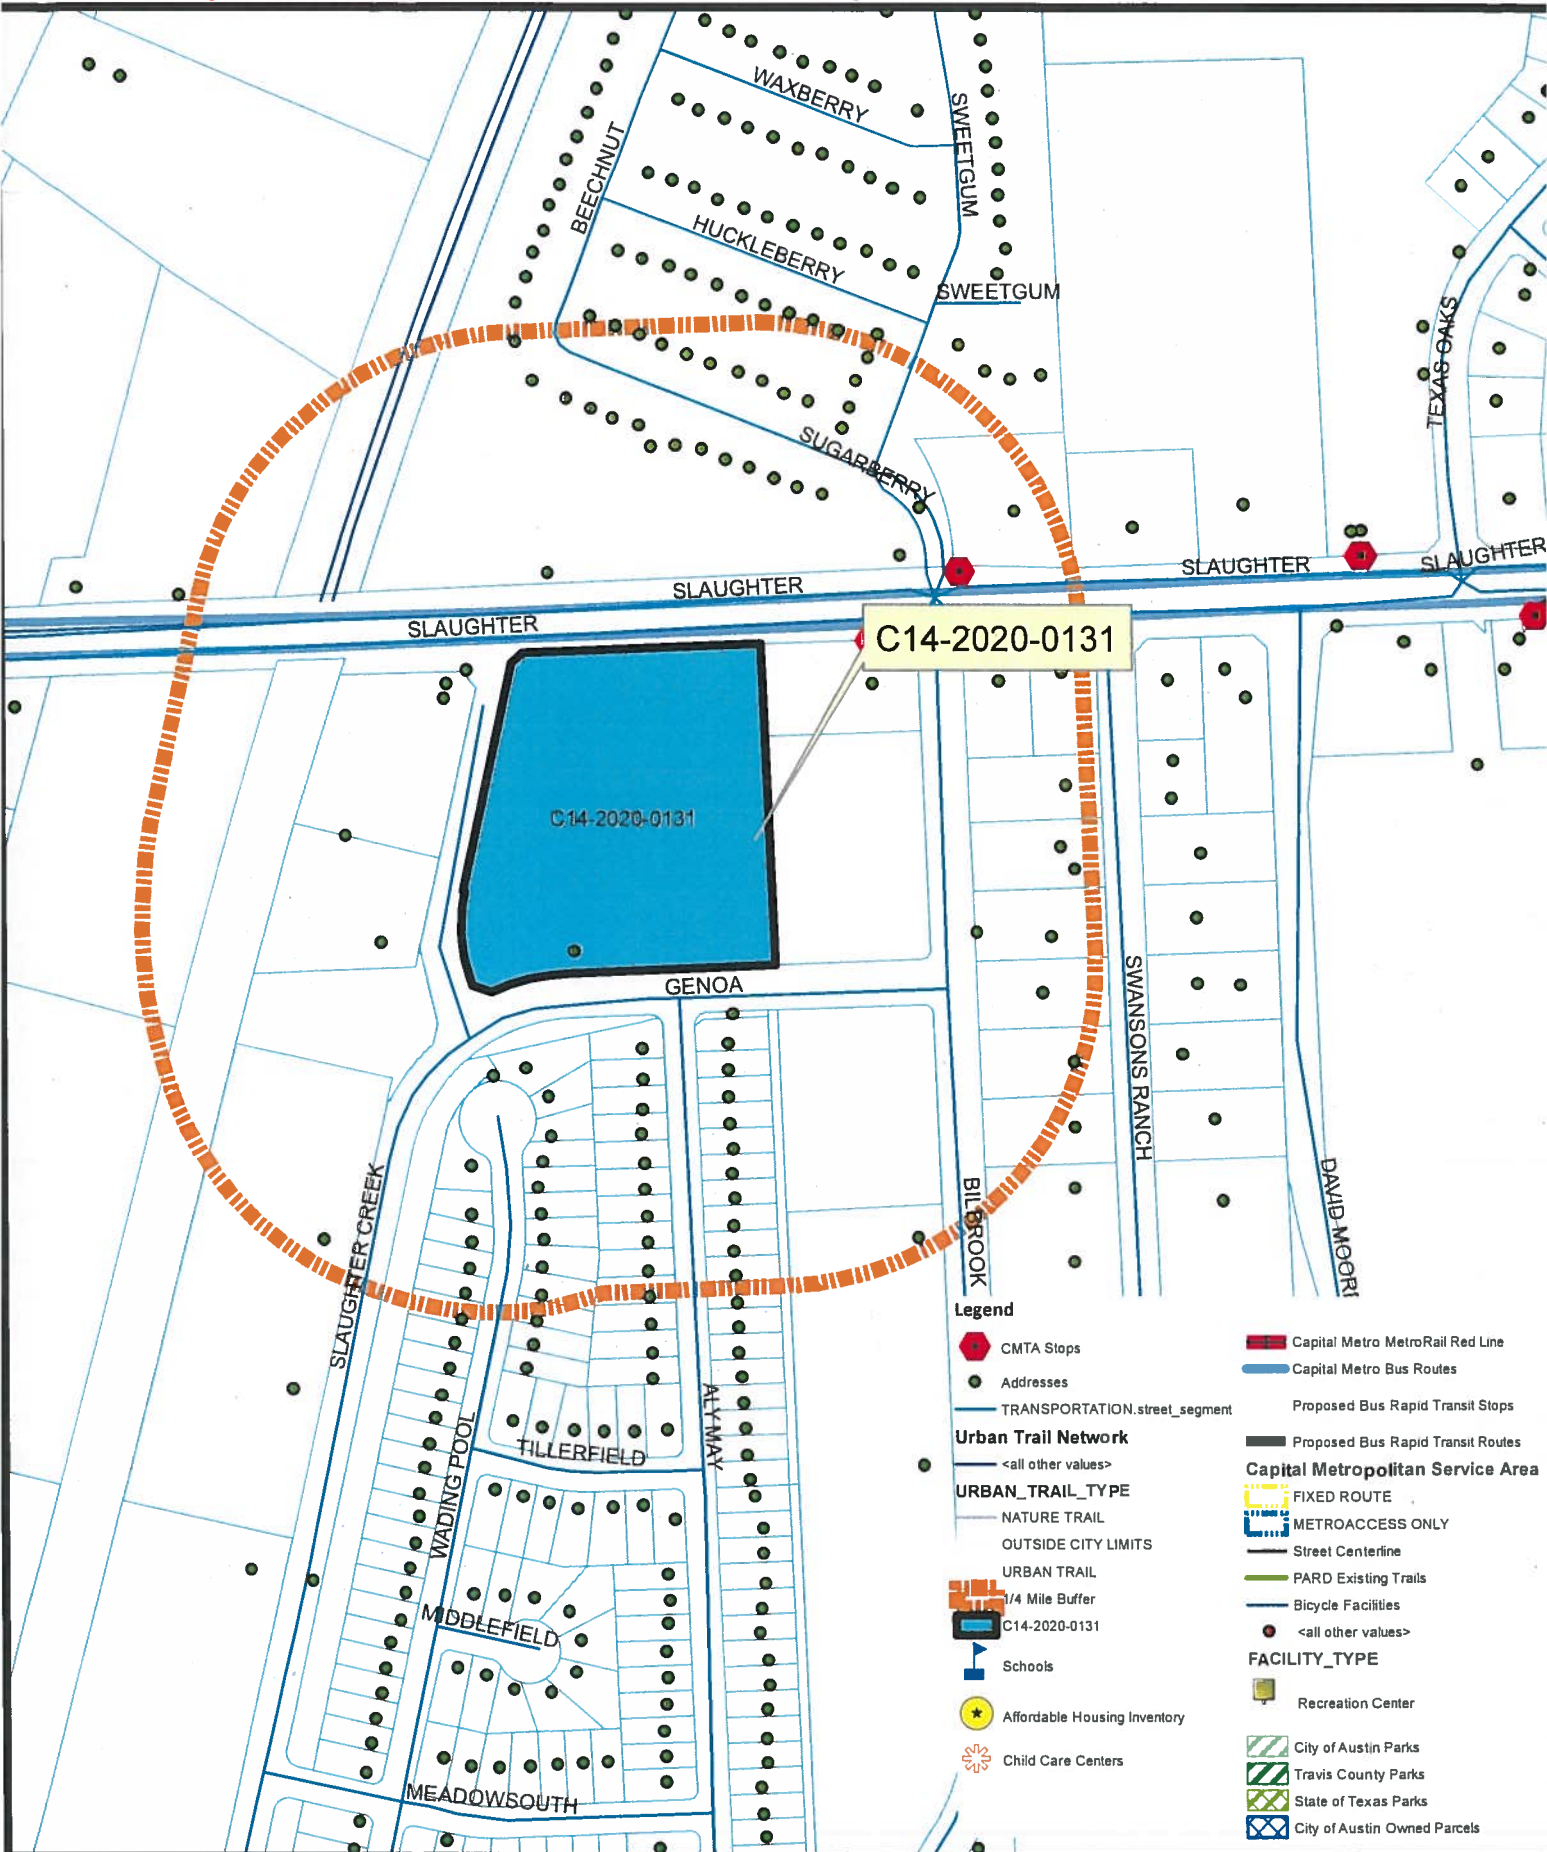 WAXBERRY
SWEETGUM
BEECHNUT
HUCKLEBERRY
SWEETGUM
TEXAS OAKS
SUGARBERRY
SLAUGHTER
SLAUGHTER
SLAUGHTER
SLAUGHTER
C14-2020-0131
C14-2020-0131
GENOA
SWANSONS RANCH
SLAUGHTER CREEK
BILBROOK
DAVID MOOR
ALY MAY
WADING POOL
TILLERFIELD
MIDDLEFIELD
MEADOWSOUTH
Legend
CMTA Stops
Addresses
TRANSPORTATION.street_segment
Urban Trail Network
<all other values>
URBAN_TRAIL_TYPE
NATURE TRAIL
OUTSIDE CITY LIMITS
URBAN TRAIL
1/4 Mile Buffer
C14-2020-0131
Schools
Affordable Housing Inventory
Child Care Centers
Capital Metro MetroRail Red Line
Capital Metro Bus Routes
Proposed Bus Rapid Transit Stops
Proposed Bus Rapid Transit Routes
Capital Metropolitan Service Area
FIXED ROUTE
METROACCESS ONLY
Street Centerline
PARD Existing Trails
Bicycle Facilities
<all other values>
FACILITY_TYPE
Recreation Center
City of Austin Parks
Travis County Parks
State of Texas Parks
City of Austin Owned Parcels